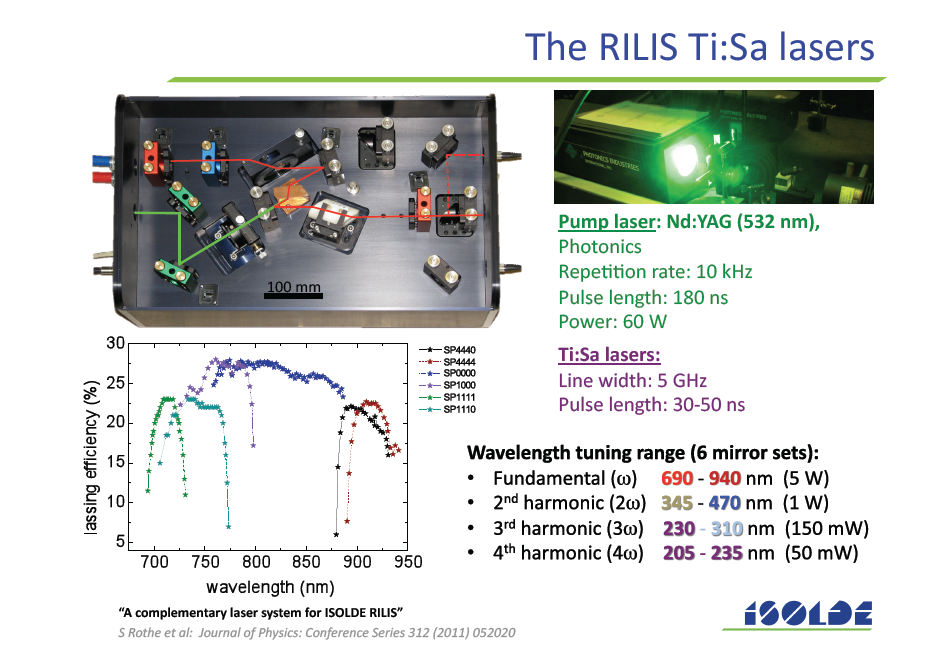 The RILIS Ti:Sa lasers
100 mm
PHOTONICS INDUSTRIES
Pump laser: Nd:YAG (532 nm),
Photonics
Repetition rate: 10 kHz
Pulse length: 180 ns
Power: 60 W
Ti:Sa lasers:
Line width: 5 GHz
Pulse length: 30-50 ns
30
25
20
15
10
5
lassing efficiency (%)
700 750 800 850 900 950
wavelength (nm)
SP4440
SP4444
SP0000
SP1000
SP1111
SP1110
Wavelength tuning range (6 mirror sets):
• Fundamental (ω) 690 - 940 nm (5 W)
• 2nd harmonic (2ω) 345 - 470 nm (1 W)
• 3rd harmonic (3ω) 230 - 310 nm (150 mW)
• 4th harmonic (4ω) 205 - 235 nm (50 mW)
“A complementary laser system for ISOLDE RILIS”
S Rothe et al: Journal of Physics: Conference Series 312 (2011) 052020
ISOLDE